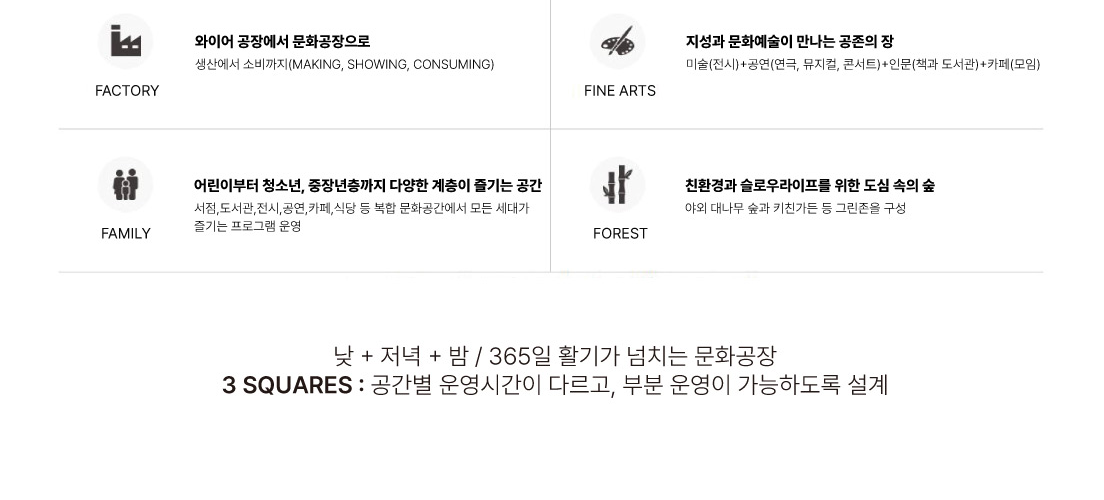 와이어 공장에서 문화공장으로
생산에서 소비까지(MAKING, SHOWING, CONSUMING)
FACTORY
지성과 문화예술이 만나는 공존의 장
미술(전시)+공연(연극, 뮤지컬, 콘서트)+인문(책과 도서관)+카페(모임)
FINE ARTS
어린이부터 청소년, 중장년층까지 다양한 계층이 즐기는 공간
서점,도서관,전시,공연,카페,식당 등 복합 문화공간에서 모든 세대가
즐기는 프로그램 운영
FAMILY
친환경과 슬로우라이프를 위한 도심 속의 숲
야외 대나무 숲과 키친가든 등 그린존을 구성
FOREST
낮 + 저녁 + 밤 / 365일 활기가 넘치는 문화공장
3 SQUARES : 공간별 운영시간이 다르고, 부분 운영이 가능하도록 설계